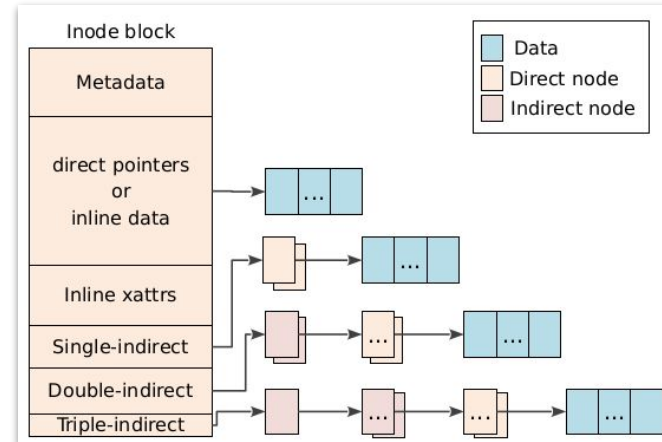 Inode block
Metadata
direct pointers
or
inline data
Inline xattrs
Single-indirect
Double-indirect
Triple-indirect
Data
Direct node
Indirect node
...
...
...
...
...
...
...